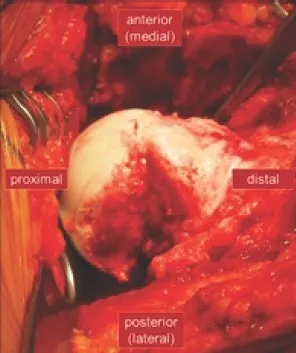 anterior
(medial)
proximal
distal
posterior
(lateral)